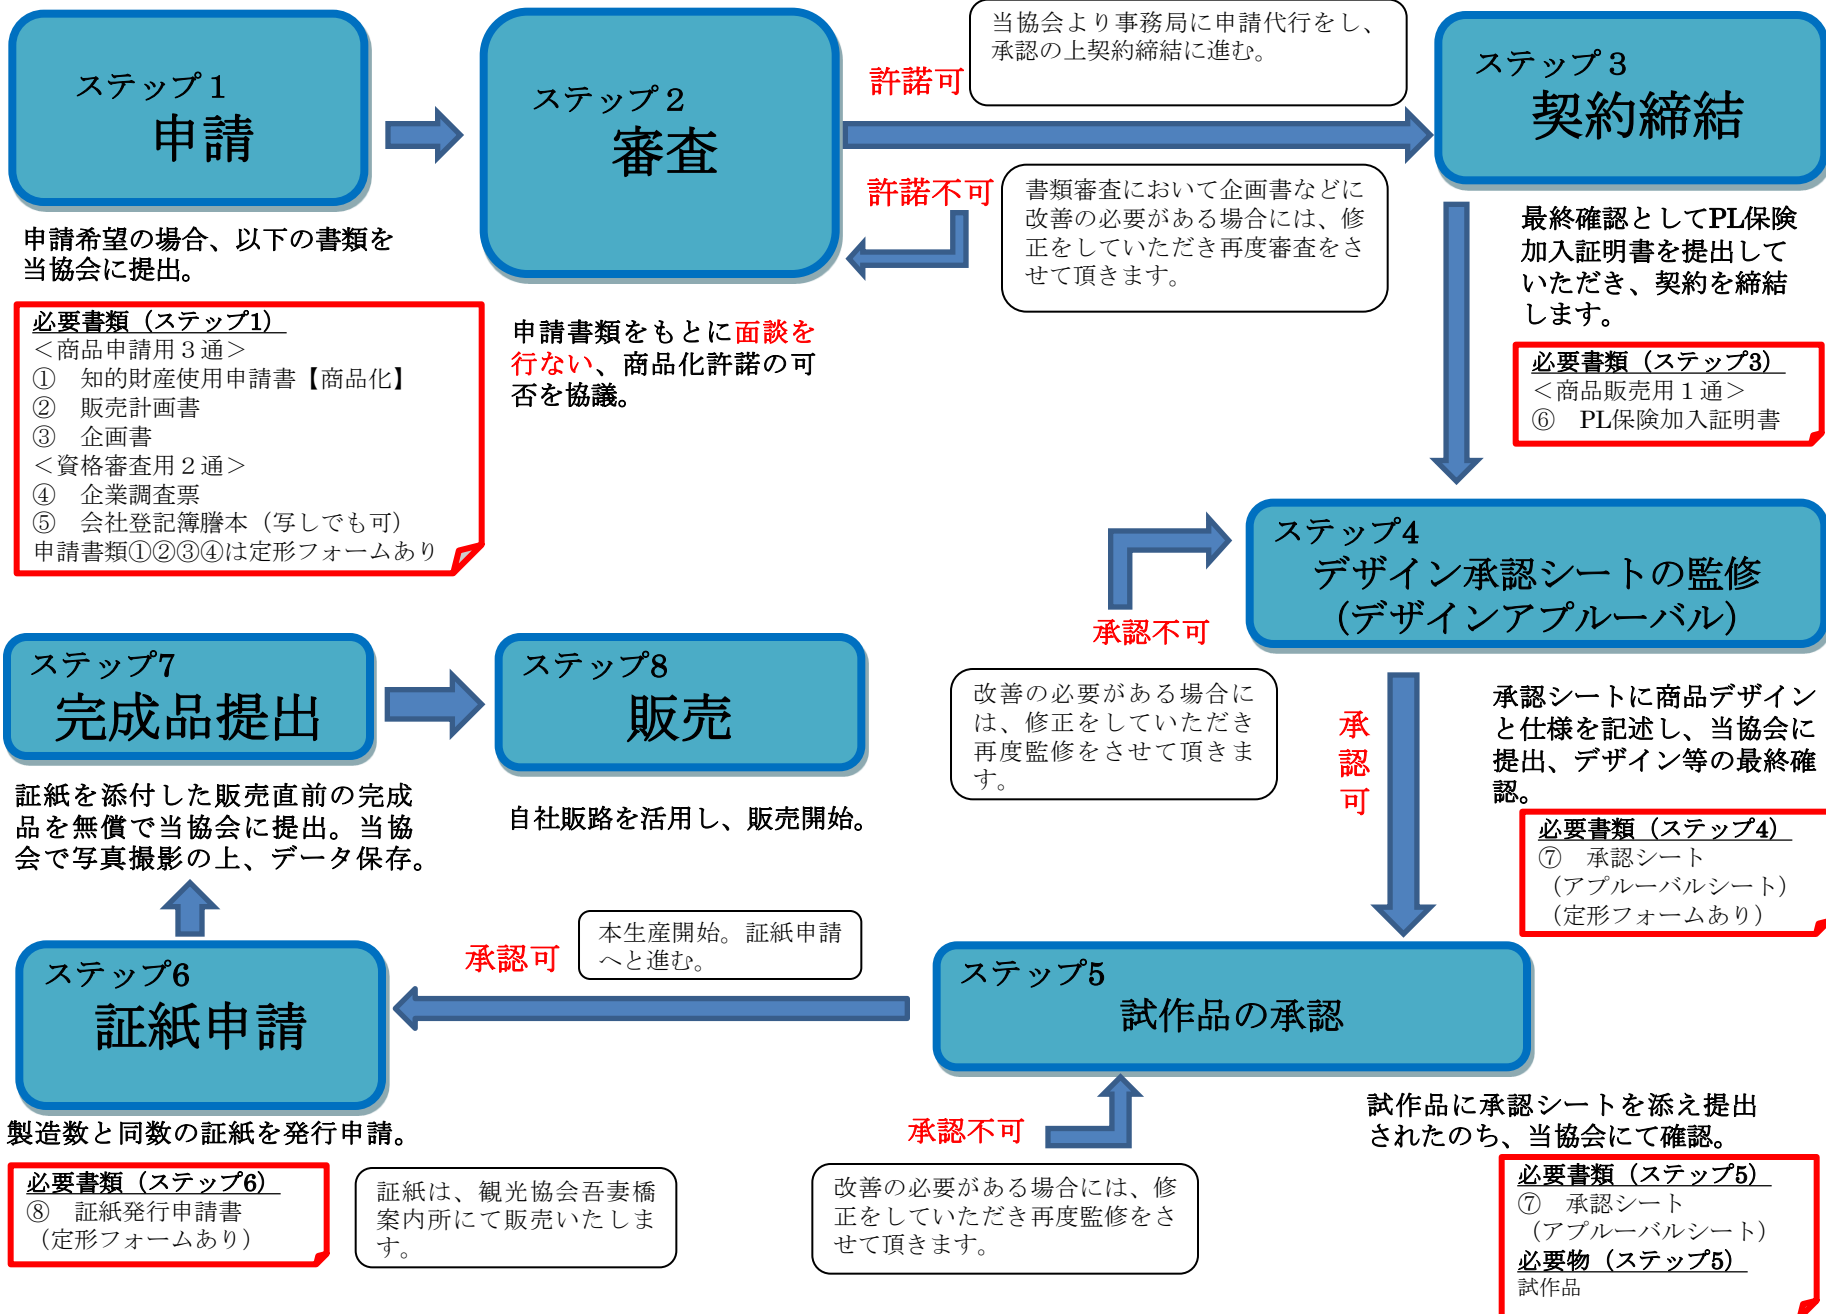 ステップ１
申請
申請希望の場合、以下の書類を
当協会に提出。
必要書類（ステップ1）
＜商品申請用３通＞
①　知的財産使用申請書【商品化】
②　販売計画書
③　企画書
＜資格審査用２通＞
④　企業調査票
⑤　会社登記簿謄本（写しでも可）
申請書類①②③④は定形フォームあり
ステップ２
審査
申請書類をもとに面談を
行ない、商品化許諾の可
否を協議。
許諾可
当協会より事務局に申請代行をし、
承認の上契約締結に進む。
許諾不可
書類審査において企画書などに
改善の必要がある場合には、修
正をしていただき再度審査をさ
せて頂きます。
ステップ３
契約締結
最終確認としてPL保険
加入証明書を提出して
いただき、契約を締結
します。
必要書類（ステップ3）
＜商品販売用１通＞
⑥　PL保険加入証明書
ステップ4
デザイン承認シートの監修
（デザインアプルーバル）
承認不可
改善の必要がある場合に
は、修正をしていただき
再度監修をさせて頂きま
す。
承
認
可
承認シートに商品デザイン
と仕様を記述し、当協会に
提出、デザイン等の最終確
認。
必要書類（ステップ4）
⑦　承認シート
（アプルーバルシート）
（定形フォームあり）
ステップ5
試作品の承認
試作品に承認シートを添え提出
されたのち、当協会にて確認。
必要書類（ステップ5）
⑦　承認シート
（アプルーバルシート）
必要物（ステップ5）
試作品
承認不可
改善の必要がある場合には、修
正をしていただき再度監修をさ
せて頂きます。
承認可
本生産開始。証紙申請
へと進む。
ステップ6
証紙申請
製造数と同数の証紙を発行申請。
必要書類（ステップ6）
⑧　証紙発行申請書
（定形フォームあり）
証紙は、観光協会吾妻橋
案内所にて販売いたしま
す。
ステップ7
完成品提出
証紙を添付した販売直前の完成
品を無償で当協会に提出。当協
会で写真撮影の上、データ保存。
ステップ8
販売
自社販路を活用し、販売開始。